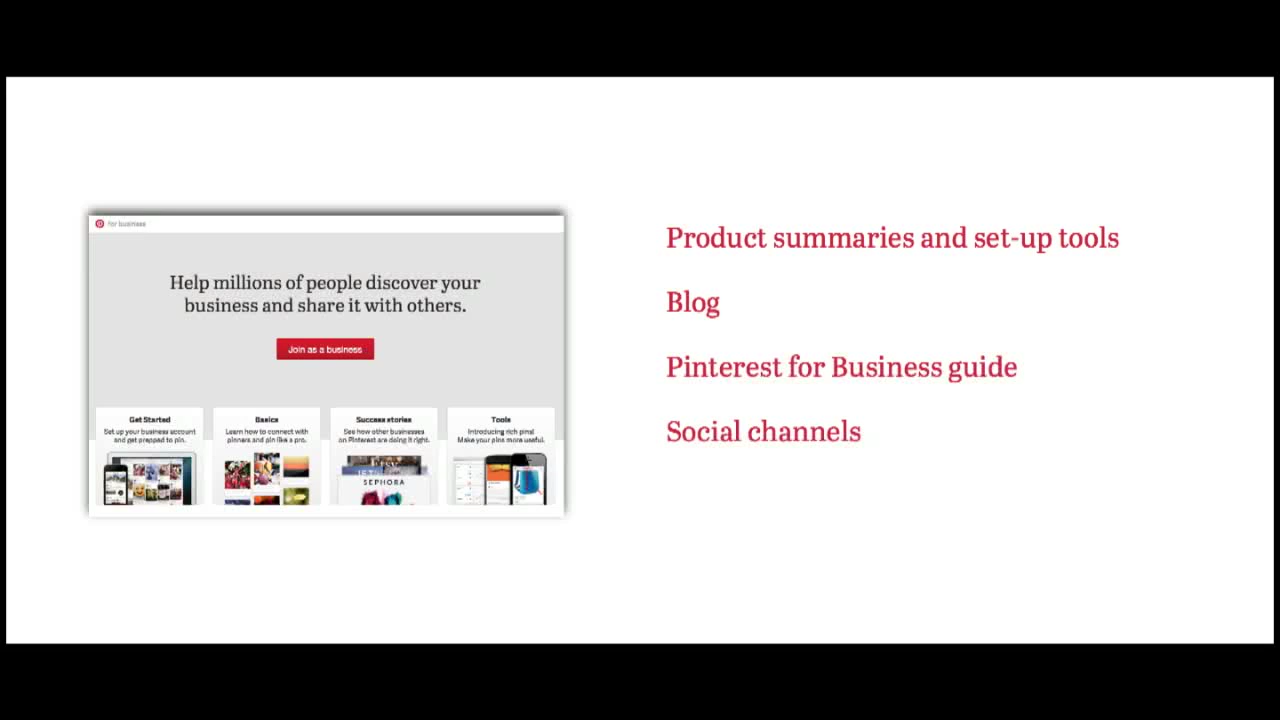 for business
Help millions of people discover your
business and share it with others.
Join as a business
Get Started
Set up your business account
and get prepped to pin.
Basics
Learn how to connect with
pinners and pin like a pro.
Success stories
See how other businesses
on Pinterest are doing it right.
SEPHORA
Tools
Introducing rich pins!
Make your pins more useful.
Product summaries and set-up tools
Blog
Pinterest for Business guide
Social channels